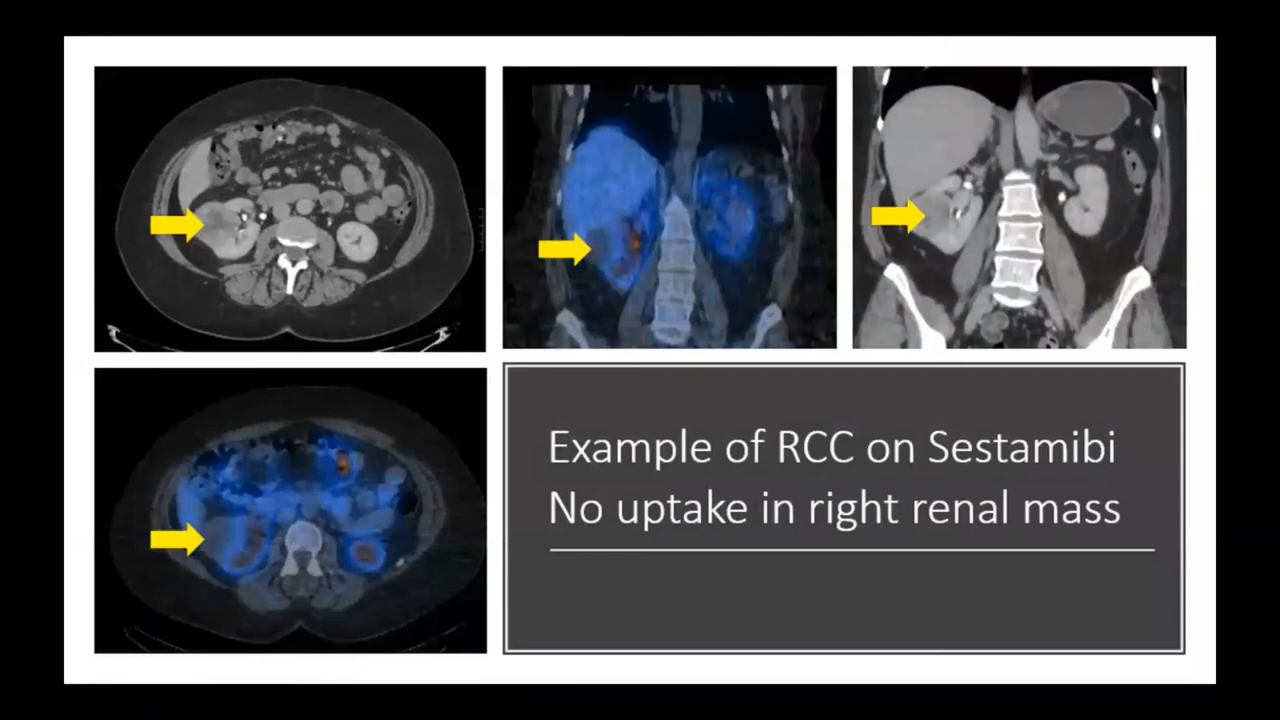 Example of RCC on Sestamibi
No uptake in right renal mass